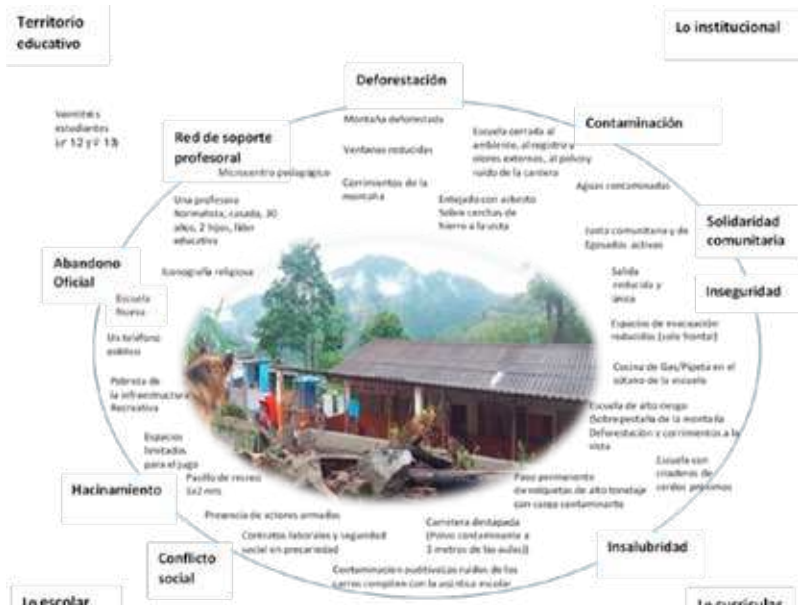 Territorio
educativo
Lo institucional
Deforestación
Contaminación
Red de soporte
profesoral
Montaña deforestada
Ventanas reducidas
Corrimientos de la
montaña
Escuela cerrada al
ambiente, al registro y
olores externos, al polvo y
ruido de la cantera
Microcentro pedagógico
Aguas contaminadas
Entejado con asbesto
Sobre cerchas de
hierro a la vista
Una profesora
Normalista, casada, 30
años, 2 hijos, líder
educativa
Solidaridad
comunitaria
Junta comunitaria y de
Egresados activos
Abandono
Oficial
Iconografía religiosa
Salida
reducida y
única
Inseguridad
Escuela
Nueva
Un teléfono
público
Espacios de evacuación
reducidos (solo frontal)
Cocina de Gas/Pipeta en el
sótano de la escuela
Pobreza de
la infraestructura
Recreativa
Escuela de alto riesgo
(Sobre pestaña de la montaña
Deforestación y corrimientos a la
vista
Espacios
limitados
para el jugo
Escuela con
criaderos de
cerdos próximos
Hacinamiento
Pasillo de recreo
Paso permanente
de volquetas de alto tonelaje
con carga contaminante
Presencia de actores armados
Contratos laborales y seguridad
social en precariedad
Carretera destapada
(Polvo contaminante a
3 metros de las aulas)
Insalubridad
Conflicto
social
Contaminación auditiva:Los ruidos de los
carros compiten con la acústica escolar
Lo escolar